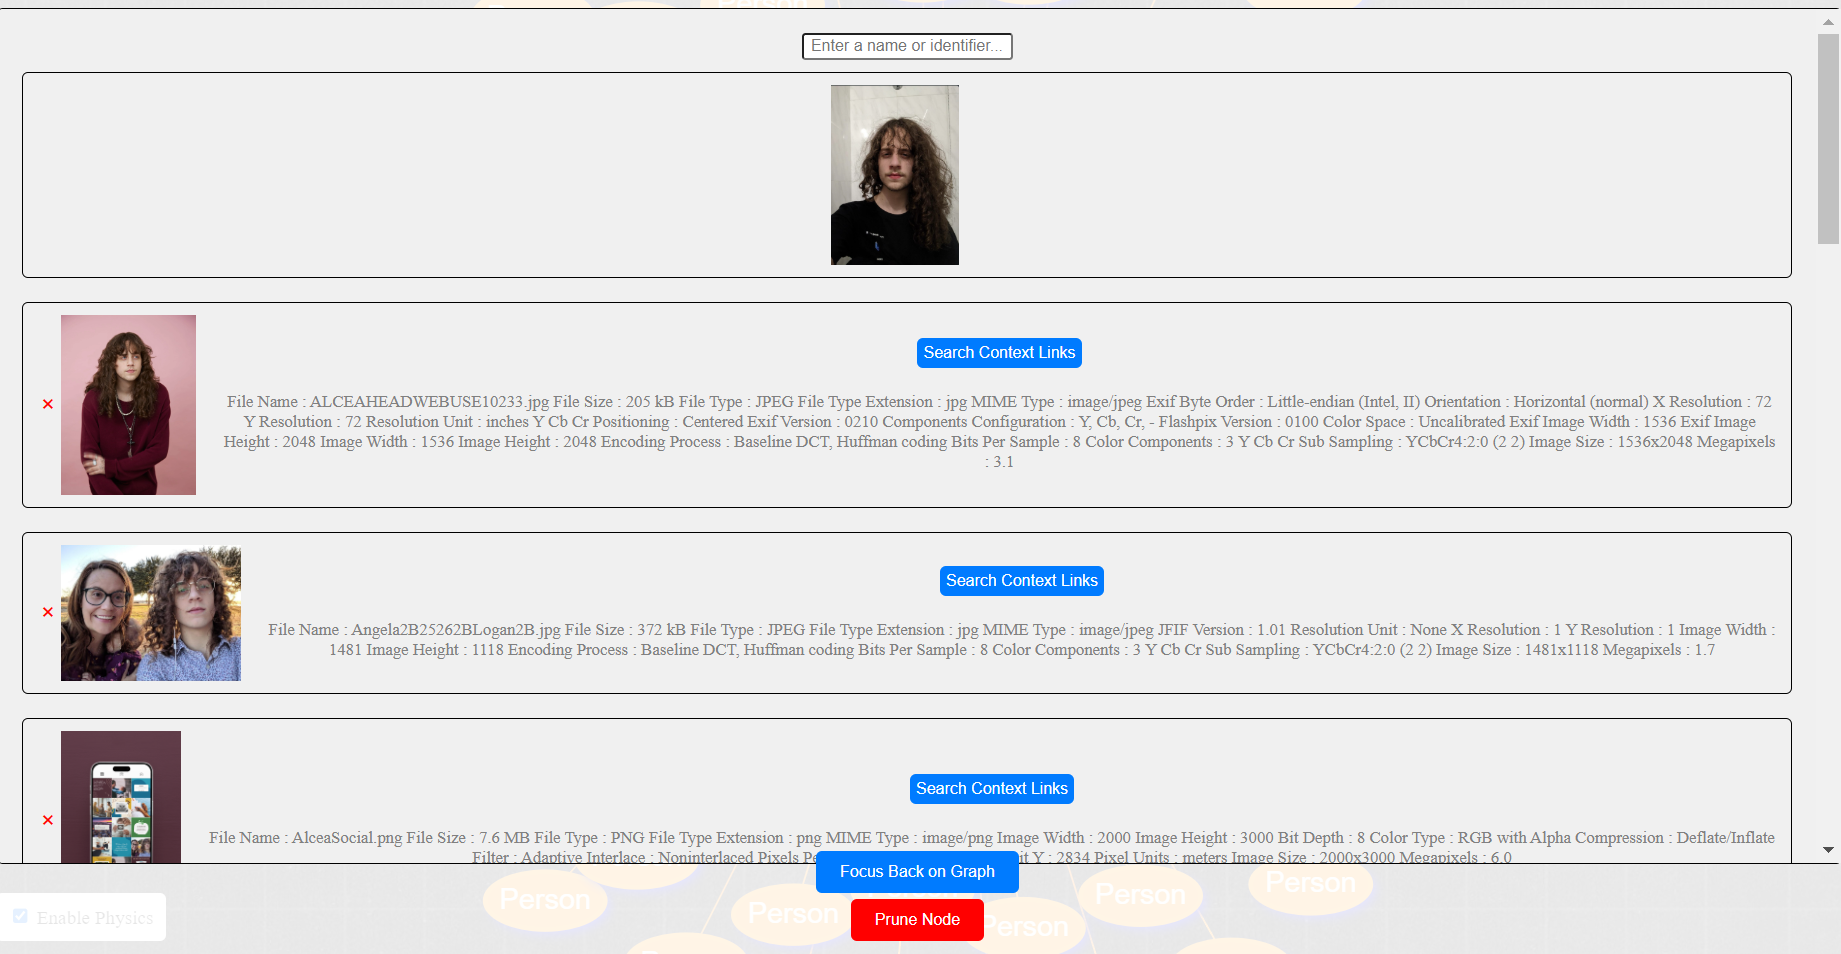 Person
Enter a name or identifier...
Search Context Links
File Name : ALCEAHEADWEBUSE10233.jpg File Size : 205 kB File Type : JPEG File Type Extension : jpg MIME Type : image/jpeg Exif Byte Order : Little-endian (Intel, II) Orientation : Horizontal (normal) X Resolution : 72
Y Resolution : 72 Resolution Unit : inches Y Cb Cr Positioning : Centered Exif Version : 0210 Components Configuration : Y, Cb, Cr, - Flashpix Version : 0100 Color Space : Uncalibrated Exif Image Width : 1536 Exif Image
Height : 2048 Image Width : 1536 Image Height : 2048 Encoding Process : Baseline DCT, Huffman coding Bits Per Sample : 8 Color Components : 3 Y Cb Cr Sub Sampling : YCbCr4:2:0 (2 2) Image Size : 1536x2048 Megapixels
: 3.1
Search Context Links
File Name : Angela2B25262BLogan2B.jpg File Size : 372 kB File Type : JPEG File Type Extension : jpg MIME Type : image/jpeg JFIF Version : 1.01 Resolution Unit : None X Resolution : 1 Y Resolution : 1 Image Width :
1481 Image Height : 1118 Encoding Process : Baseline DCT, Huffman coding Bits Per Sample : 8 Color Components : 3 Y Cb Cr Sub Sampling : YCbCr4:2:0 (2 2) Image Size : 1481x1118 Megapixels : 1.7
Search Context Links
File Name : AlceaSocial.png File Size : 7.6 MB File Type : PNG File Type Extension : png MIME Type : image/png Image Width : 2000 Image Height : 3000 Bit Depth : 8 Color Type : RGB with Alpha Compression : Deflate/Inflate
Filter : Adaptive Interlace : Noninterlaced Pixels Y : 2834 Pixel Units : meters Image Size : 2000x3000 Megapixels : 6.0
Focus Back on Graph
Person
Person
Person
Person
Enable Physics
Prune Node
Person